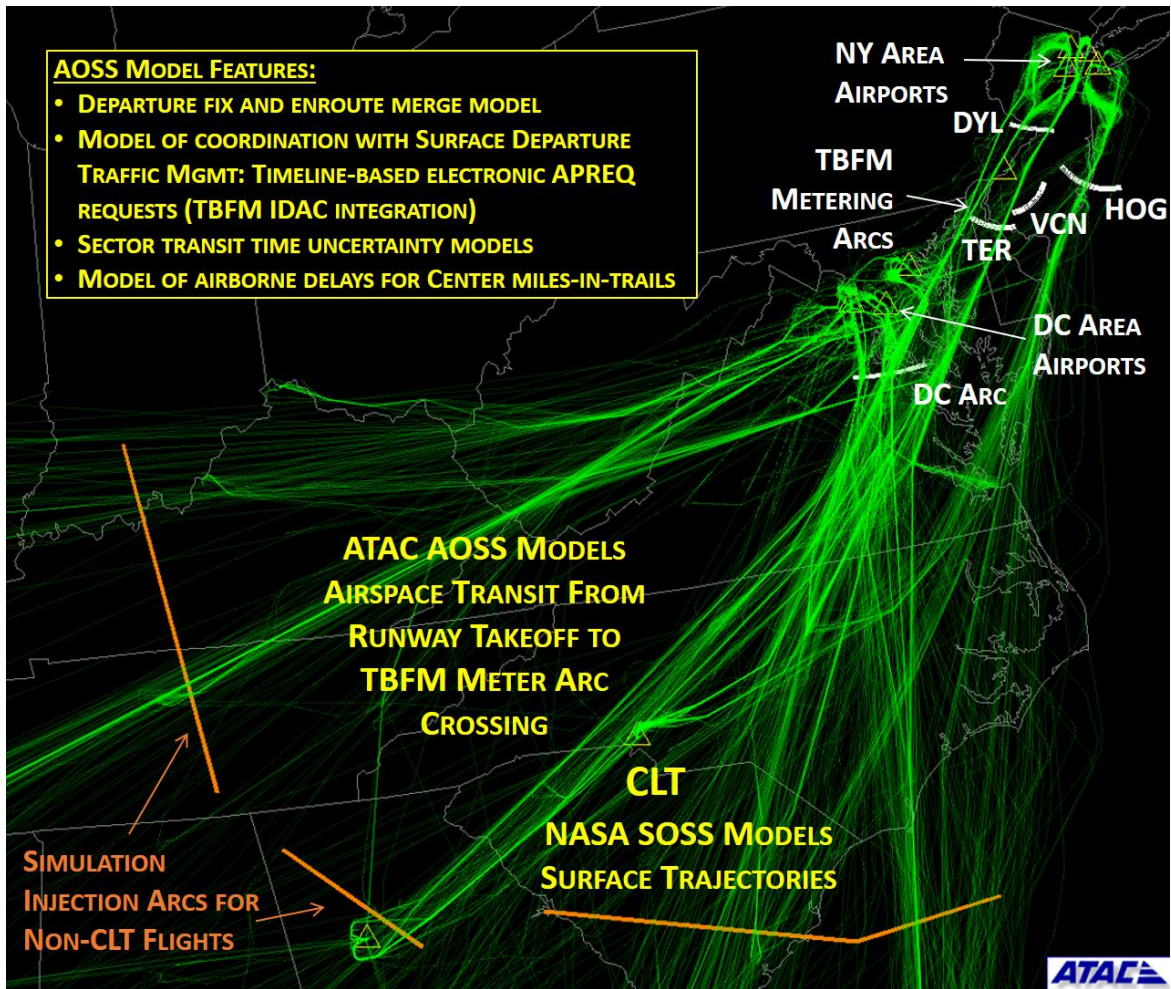 AOSS MODEL FEATURES:
• DEPARTURE FIX AND ENROUTE MERGE MODEL
• MODEL OF COORDINATION WITH SURFACE DEPARTURE
TRAFFIC MGMT: TIMELINE-BASED ELECTRONIC APREQ
REQUESTS (TBFM IDAC INTEGRATION)
• SECTOR TRANSIT TIME UNCERTAINTY MODELS
• MODEL OF AIRBORNE DELAYS FOR CENTER MILES-IN-TRAILS
NY AREA
AIRPORTS
DYL
TBFM
METERING
ARCS
HOG
VCN
TER
DC AREA
AIRPORTS
DC ARC
ATAC AOSS MODELS
AIRSPACE TRANSIT FROM
RUNWAY TAKEOFF TO
TBFM METER ARC
CROSSING
CLT
NASA SOSS MODELS
SURFACE TRAJECTORIES
SIMULATION
INJECTION ARCS FOR
NON-CLT FLIGHTS
ATAC